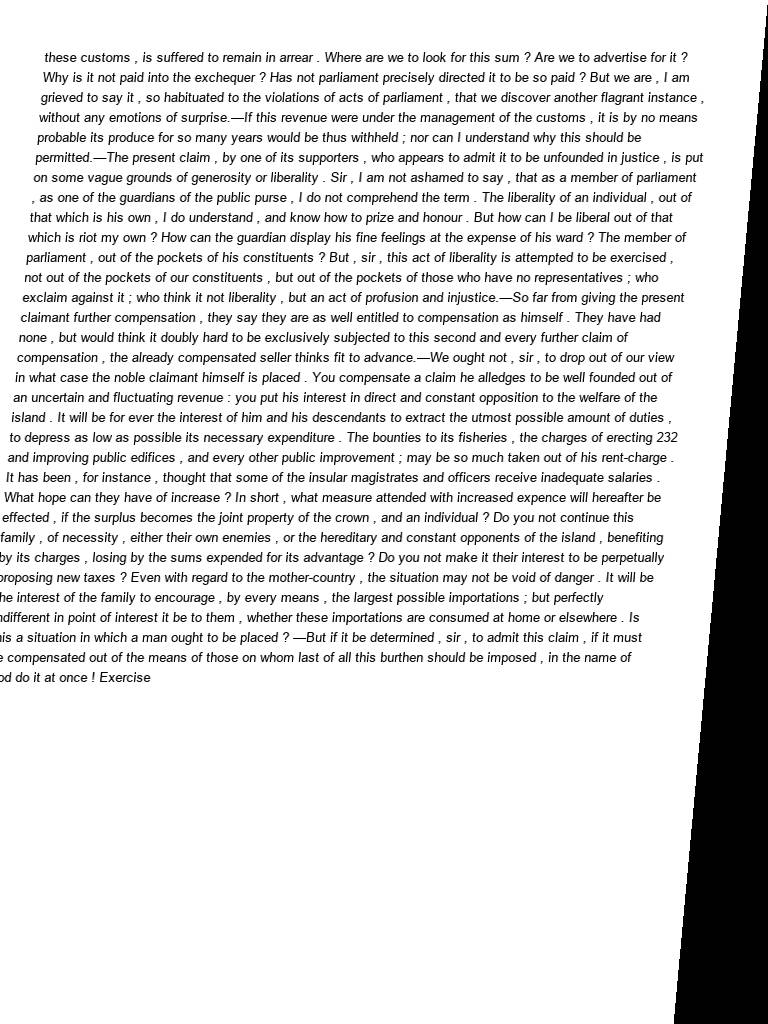 these customs , is suffered to remain in arrear . Where are we to look for this sum ? Are we to advertise for it ?
Why is it not paid into the exchequer ? Has not parliament precisely directed it to be so paid ? But we are , I am
grieved to say it , so habituated to the violations of acts of parliament , that we discover another flagrant instance ,
without any emotions of surprise.—If this revenue were under the management of the customs , it is by no means
probable its produce for so many years would be thus withheld ; nor can I understand why this should be
permitted.—The present claim , by one of its supporters , who appears to admit it to be unfounded in justice , is put
on some vague grounds of generosity or liberality . Sir , I am not ashamed to say , that as a member of parliament
, as one of the guardians of the public purse , I do not comprehend the term . The liberality of an individual , out of
that which is his own , I do understand , and know how to prize and honour . But how can I be liberal out of that
which is riot my own ? How can the guardian display his fine feelings at the expense of his ward ? The member of
parliament , out of the pockets of his constituents ? But , sir , this act of liberality is attempted to be exercised ,
not out of the pockets of our constituents , but out of the pockets of those who have no representatives ; who
exclaim against it ; who think it not liberality , but an act of profusion and injustice.—So far from giving the present
claimant further compensation , they say they are as well entitled to compensation as himself . They have had
none , but would think it doubly hard to be exclusively subjected to this second and every further claim of
compensation , the already compensated seller thinks fit to advance.—We ought not , sir , to drop out of our view
in what case the noble claimant himself is placed . You compensate a claim he alledges to be well founded out of
an uncertain and fluctuating revenue : you put his interest in direct and constant opposition to the welfare of the
island . It will be for ever the interest of him and his descendants to extract the utmost possible amount of duties ,
to depress as low as possible its necessary expenditure . The bounties to its fisheries , the charges of erecting 232
and improving public edifices , and every other public improvement ; may be so much taken out of his rent-charge .
It has been , for instance , thought that some of the insular magistrates and officers receive inadequate salaries .
What hope can they have of increase ? In short , what measure attended with increased expence will hereafter be
effected , if the surplus becomes the joint property of the crown , and an individual ? Do you not continue this
family , of necessity , either their own enemies , or the hereditary and constant opponents of the island , benefiting
by its charges , losing by the sums expended for its advantage ? Do you not make it their interest to be perpetually
new taxes ? Even with regard to the mother-country , the situation may not be void of danger . It will be
the interest of the family to encourage , by every means , the largest possible importations ; but perfectly
in point of interest it be to them , whether these importations are consumed at home or elsewhere . Is
a situation in which a man ought to be placed ? —But if it be determined , sir , to admit this claim , if it must
compensated out of the means of those on whom last of all this burthen should be imposed , in the name of
do it at once ! Exercise